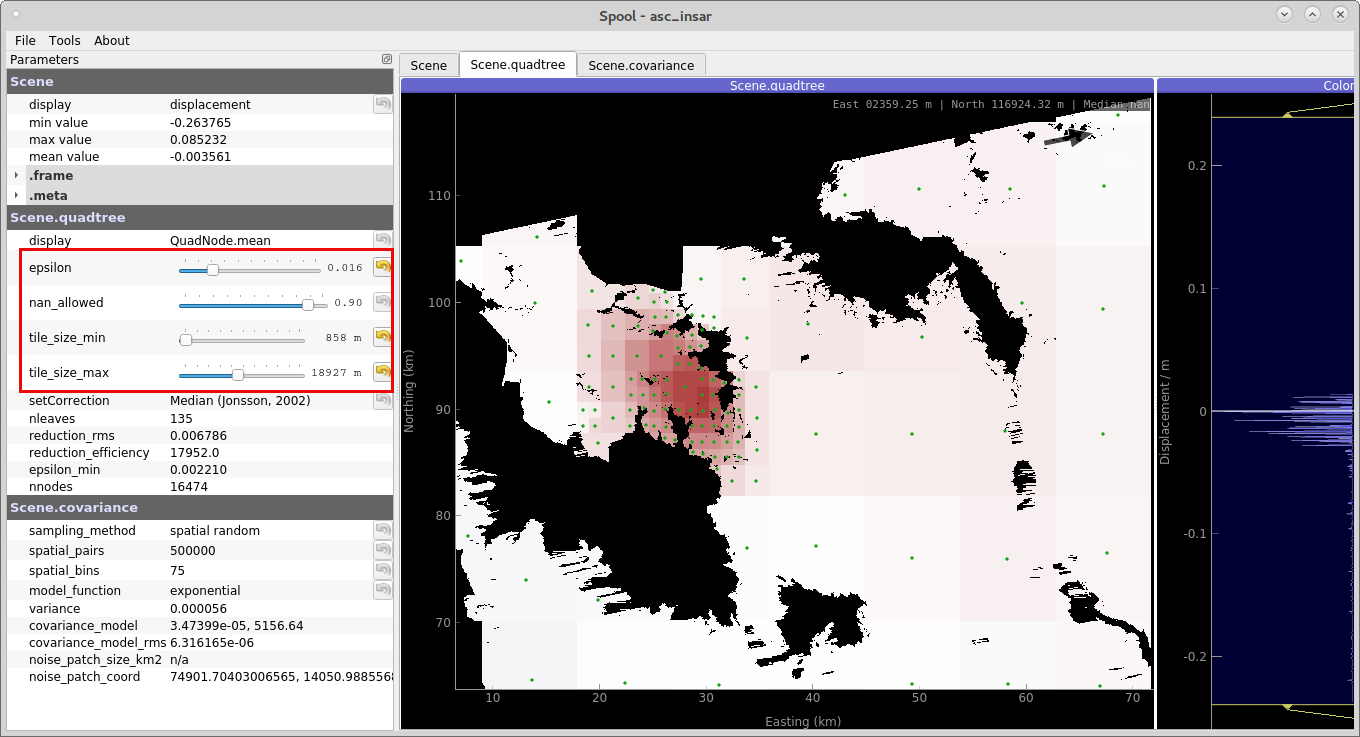 Spool - asc_insar
File Tools About
Parameters
Scene
display displacement
min value -0.263765
max value 0.085232
mean value -0.003561
.frame
.meta
Scene.quadtree
display QuadNode.mean
epsilon 0.016
nan_allowed 0.90
tile_size_min 858 m
tile_size_max 18927 m
setCorrection Median (Jonsson, 2002)
nleaves 135
reduction_rms 0.006786
reduction_efficiency 17952.0
epsilon_min 0.002210
nnodes 16474
Scene.covariance
sampling_method spatial random
spatial_pairs 500000
spatial_bins 75
model_function exponential
variance 0.000056
covariance_model 3.47399e-05, 5156.64
covariance_model_rms 6.316165e-06
noise_patch_size_km2 n/a
noise_patch_coord 74901.70403006565, 14050.9885568
Scene Scene.quadtree Scene.covariance
Scene.quadtree
East 02359.25 m | North 116924.32 m | Median nan
110
100
90
80
70
Northing (km)
10 20 30 40 50 60 70
Easting (km)
Color
0.2
0.1
0
-0.1
-0.2
Displacement / m